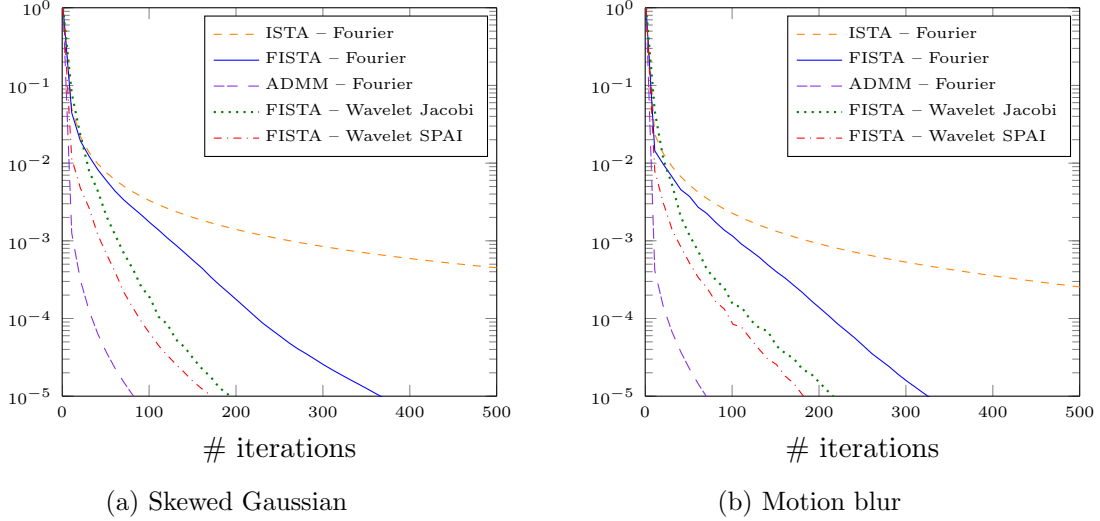 10^0
10^−1
10^−2
10^−3
10^−4
10^−5
0 100 200 300 400 500
# iterations
ISTA – Fourier
FISTA – Fourier
ADMM – Fourier
FISTA – Wavelet Jacobi
FISTA – Wavelet SPAI
(a) Skewed Gaussian
10^0
10^−1
10^−2
10^−3
10^−4
10^−5
0 100 200 300 400 500
# iterations
ISTA – Fourier
FISTA – Fourier
ADMM – Fourier
FISTA – Wavelet Jacobi
FISTA – Wavelet SPAI
(b) Motion blur